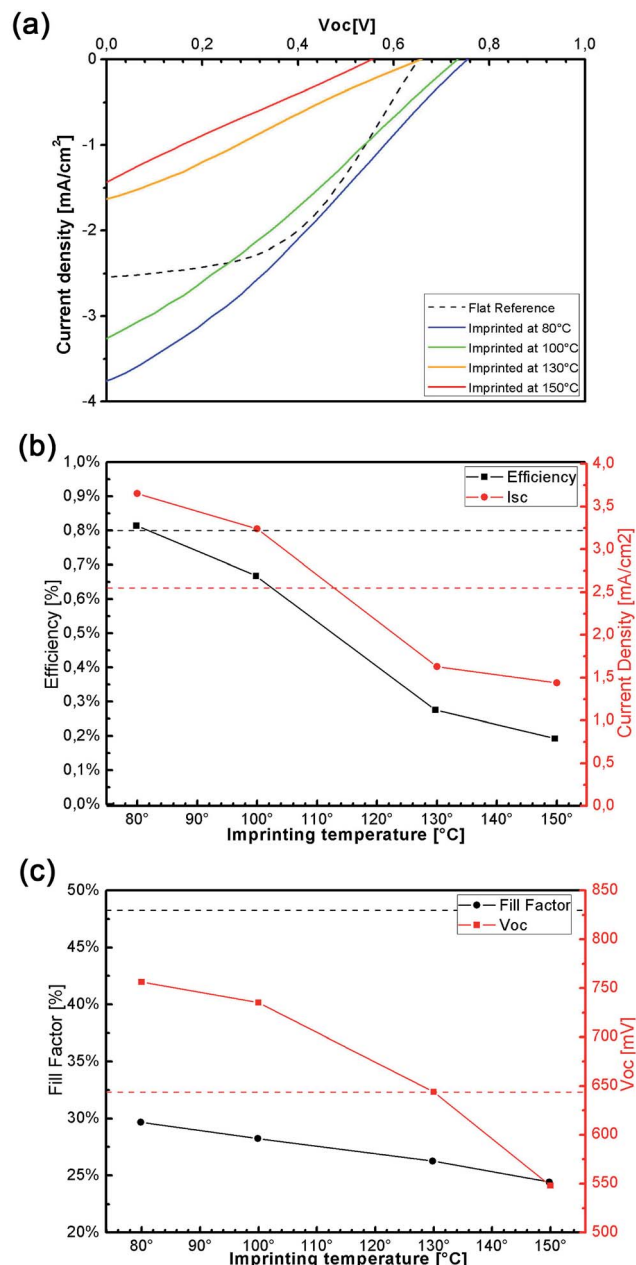 (a)
Voc[V]
0,0 0,2 0,4 0,6 0,8 1,0
0
-1
-2
-3
-4
Current density [mA/cm²]
Flat Reference
Imprinted at 80°C
Imprinted at 100°C
Imprinted at 130°C
Imprinted at 150°C
(b)
1,0%
0,9%
0,8%
0,7%
0,6%
0,5%
0,4%
0,3%
0,2%
0,1%
0,0%
Efficiency [%]
Efficiency
Isc
4,0
3,5
3,0
2,5
2,0
1,5
1,0
0,5
0,0
Current Density [mA/cm2]
80° 90° 100° 110° 120° 130° 140° 150°
Imprinting temperature [°C]
(c)
50%
45%
40%
35%
30%
25%
20%
Fill Factor [%]
Fill Factor
Voc
850
800
750
700
650
600
550
500
Voc [mV]
80° 90° 100° 110° 120° 130° 140° 150°
Imprinting temperature [°C]